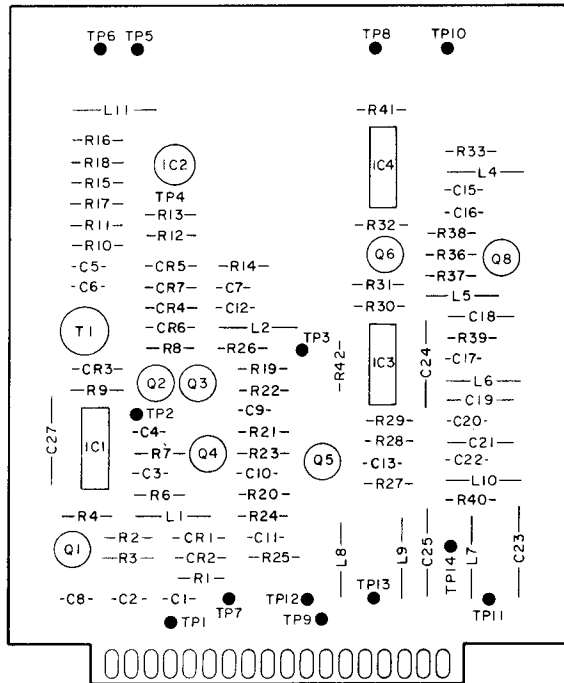 TP6 TP5 TP8 TP10
L11 R41
R16 R33
R18 IC2 IC4 L4
R15 C15
R17 TP4 C16
R13
R11 R12 R32 R38
R10 Q6 R36 Q8
C5 CR5 R14 R37
C6 CR7 C7 R31 L5
CR4 C12 R30 C18
T1 CR6 L2 TP3 R39
R8 R26 R42 IC3 C24 C17
CR3 R19 L6
R9 Q2 Q3 R22 C19
TP2 C9 R29 C20
C27 IC1 C4 R21 R28 C21
R7 Q4 R23 Q5 C13 C22
C3 C10 R27 L10
R6 R20 R40
R4 L1 R24
Q1 R2 CR1 C11 L8 L9 C25 TP14 L7 C23
R3 CR2 R25
R1
C8 C2 C1 TP7 TP12 TP13 TP11
TP1 TP9